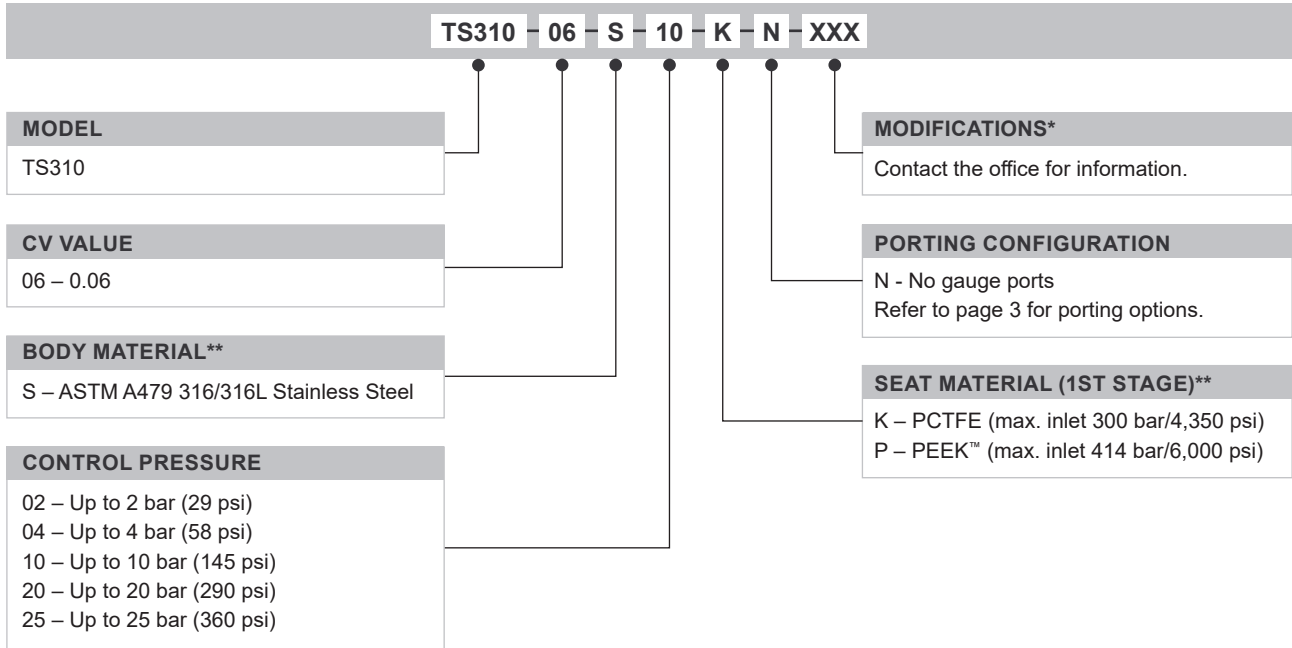 TS310 06 S 10 K N XXX
MODEL
TS310
CV VALUE
06 – 0.06
BODY MATERIAL**
S – ASTM A479 316/316L Stainless Steel
CONTROL PRESSURE
02 – Up to 2 bar (29 psi)
04 – Up to 4 bar (58 psi)
10 – Up to 10 bar (145 psi)
20 – Up to 20 bar (290 psi)
25 – Up to 25 bar (360 psi)
MODIFICATIONS*
Contact the office for information.
PORTING CONFIGURATION
N - No gauge ports
Refer to page 3 for porting options.
SEAT MATERIAL (1ST STAGE)**
K – PCTFE (max. inlet 300 bar/4,350 psi)
P – PEEK™ (max. inlet 414 bar/6,000 psi)